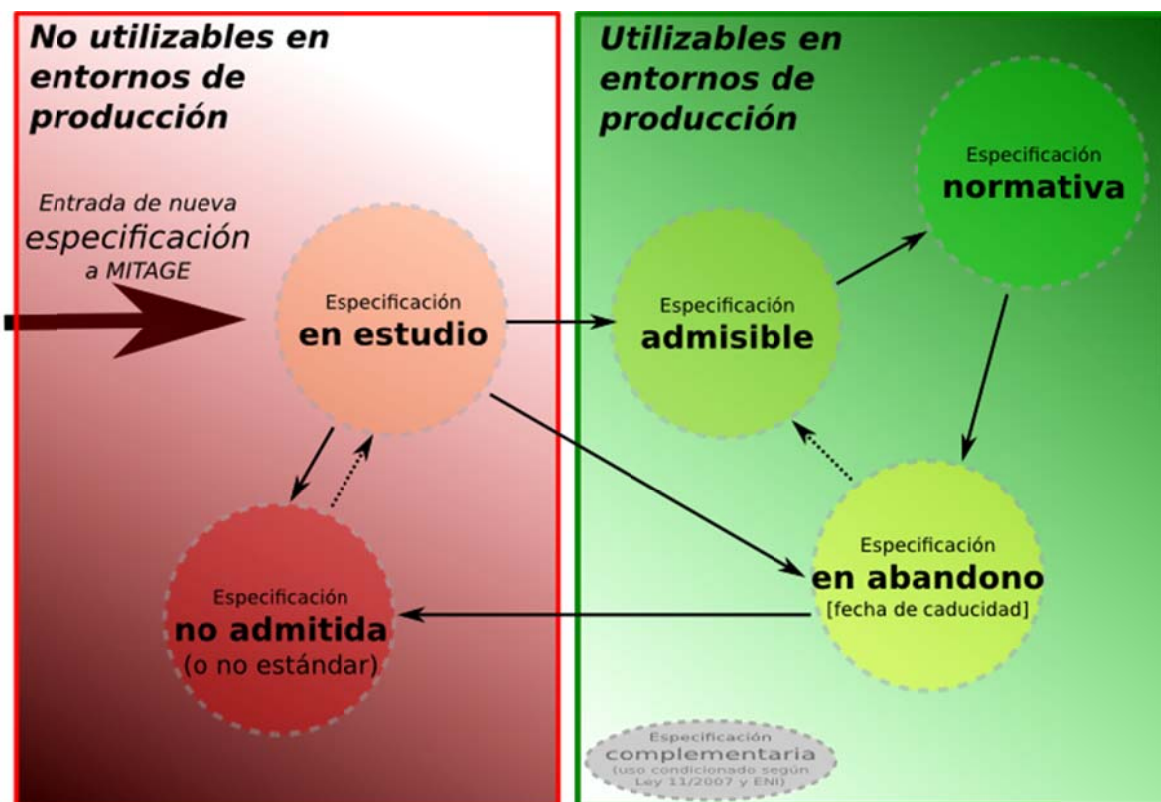 No utilizables en
entornos de
producción
Entrada de nueva
especificación
a MITAGE
Especificación
en estudio
Especificación
no admitida
(o no estándar)
Utilizables en
entornos de
producción
Especificación
normativa
Especificación
admisible
Especificación
en abandono
[fecha de caducidad]
Especificación
complementaria
(uso condicionado según
Ley 11/2007 y ENI)